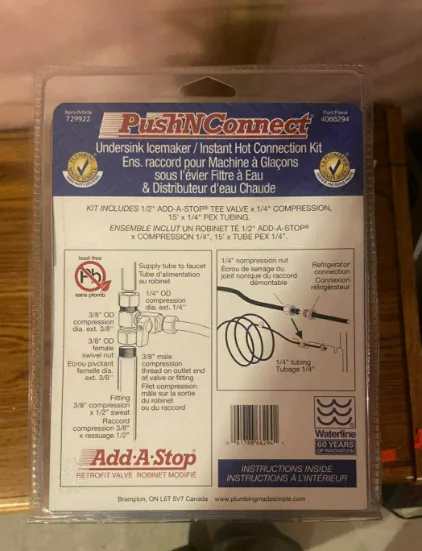 Item/Article
729922
Part/Pièce
4066294
PushNConnect
Undersink Icemaker / Instant Hot Connection Kit
Ens. raccord pour Machine à Glaçons
sous l'évier Filtre à Eau
& Distributeur d'eau Chaude
KIT INCLUDES 1/2" ADD-A-STOP® TEE VALVE x 1/4" COMPRESSION,
15' x 1/4" PEX TUBING.
ENSEMBLE INCLUT UN ROBINET TÉ 1/2" ADD-A-STOP®
x COMPRESSION 1/4", 15' x TUBE PEX 1/4".
lead-free
sans plomb
Supply tube to faucet
Tube d'alimentation
au robinet
1/4" OD
compression
dia. ext. 1/4"
3/8" OD
compression
dia. ext. 3/8"
3/8" OD
female
swivel nut
Écrou pivotant
femelle dia.
ext. 3/8"
3/8" male
compression
thread on outlet end
of valve or fitting
Filet compression
mâle sur la sortie
du robinet
ou du raccord
Fitting
3/8" compression
x 1/2" sweat
Raccord
compression 3/8"
x ressuage 1/2"
Add-A-Stop
RETROFIT VALVE ROBINET MODIFIÉ
1/4" compression nut
Écrou de serrage du
joint nonique du raccord
démontable
Refrigerator
connection
Connexion
réfrigérateur
1/4" tubing
Tubage 1/4"
Waterline
60 YEARS
OF INNOVATION
INSTRUCTIONS INSIDE
INSTRUCTIONS À L'INTÉRIEUR
Brampton, ON L6T 5V7 Canada www.plumbingmadesimple.com